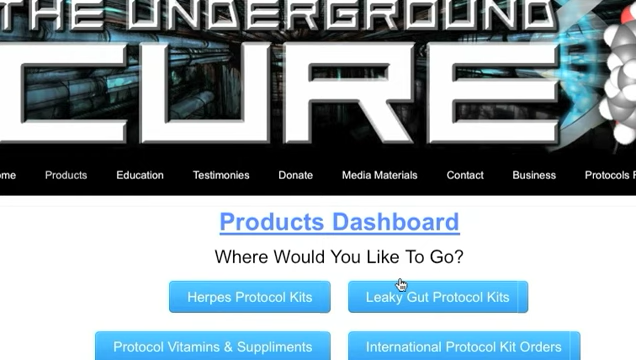 THE UNDERGROUND
CURE
ome Products Education Testimonies Donate Media Materials Contact Business Protocols F
Products Dashboard
Where Would You Like To Go?
Herpes Protocol Kits Leaky Gut Protocol Kits
Protocol Vitamins & Suppliments International Protocol Kit Orders